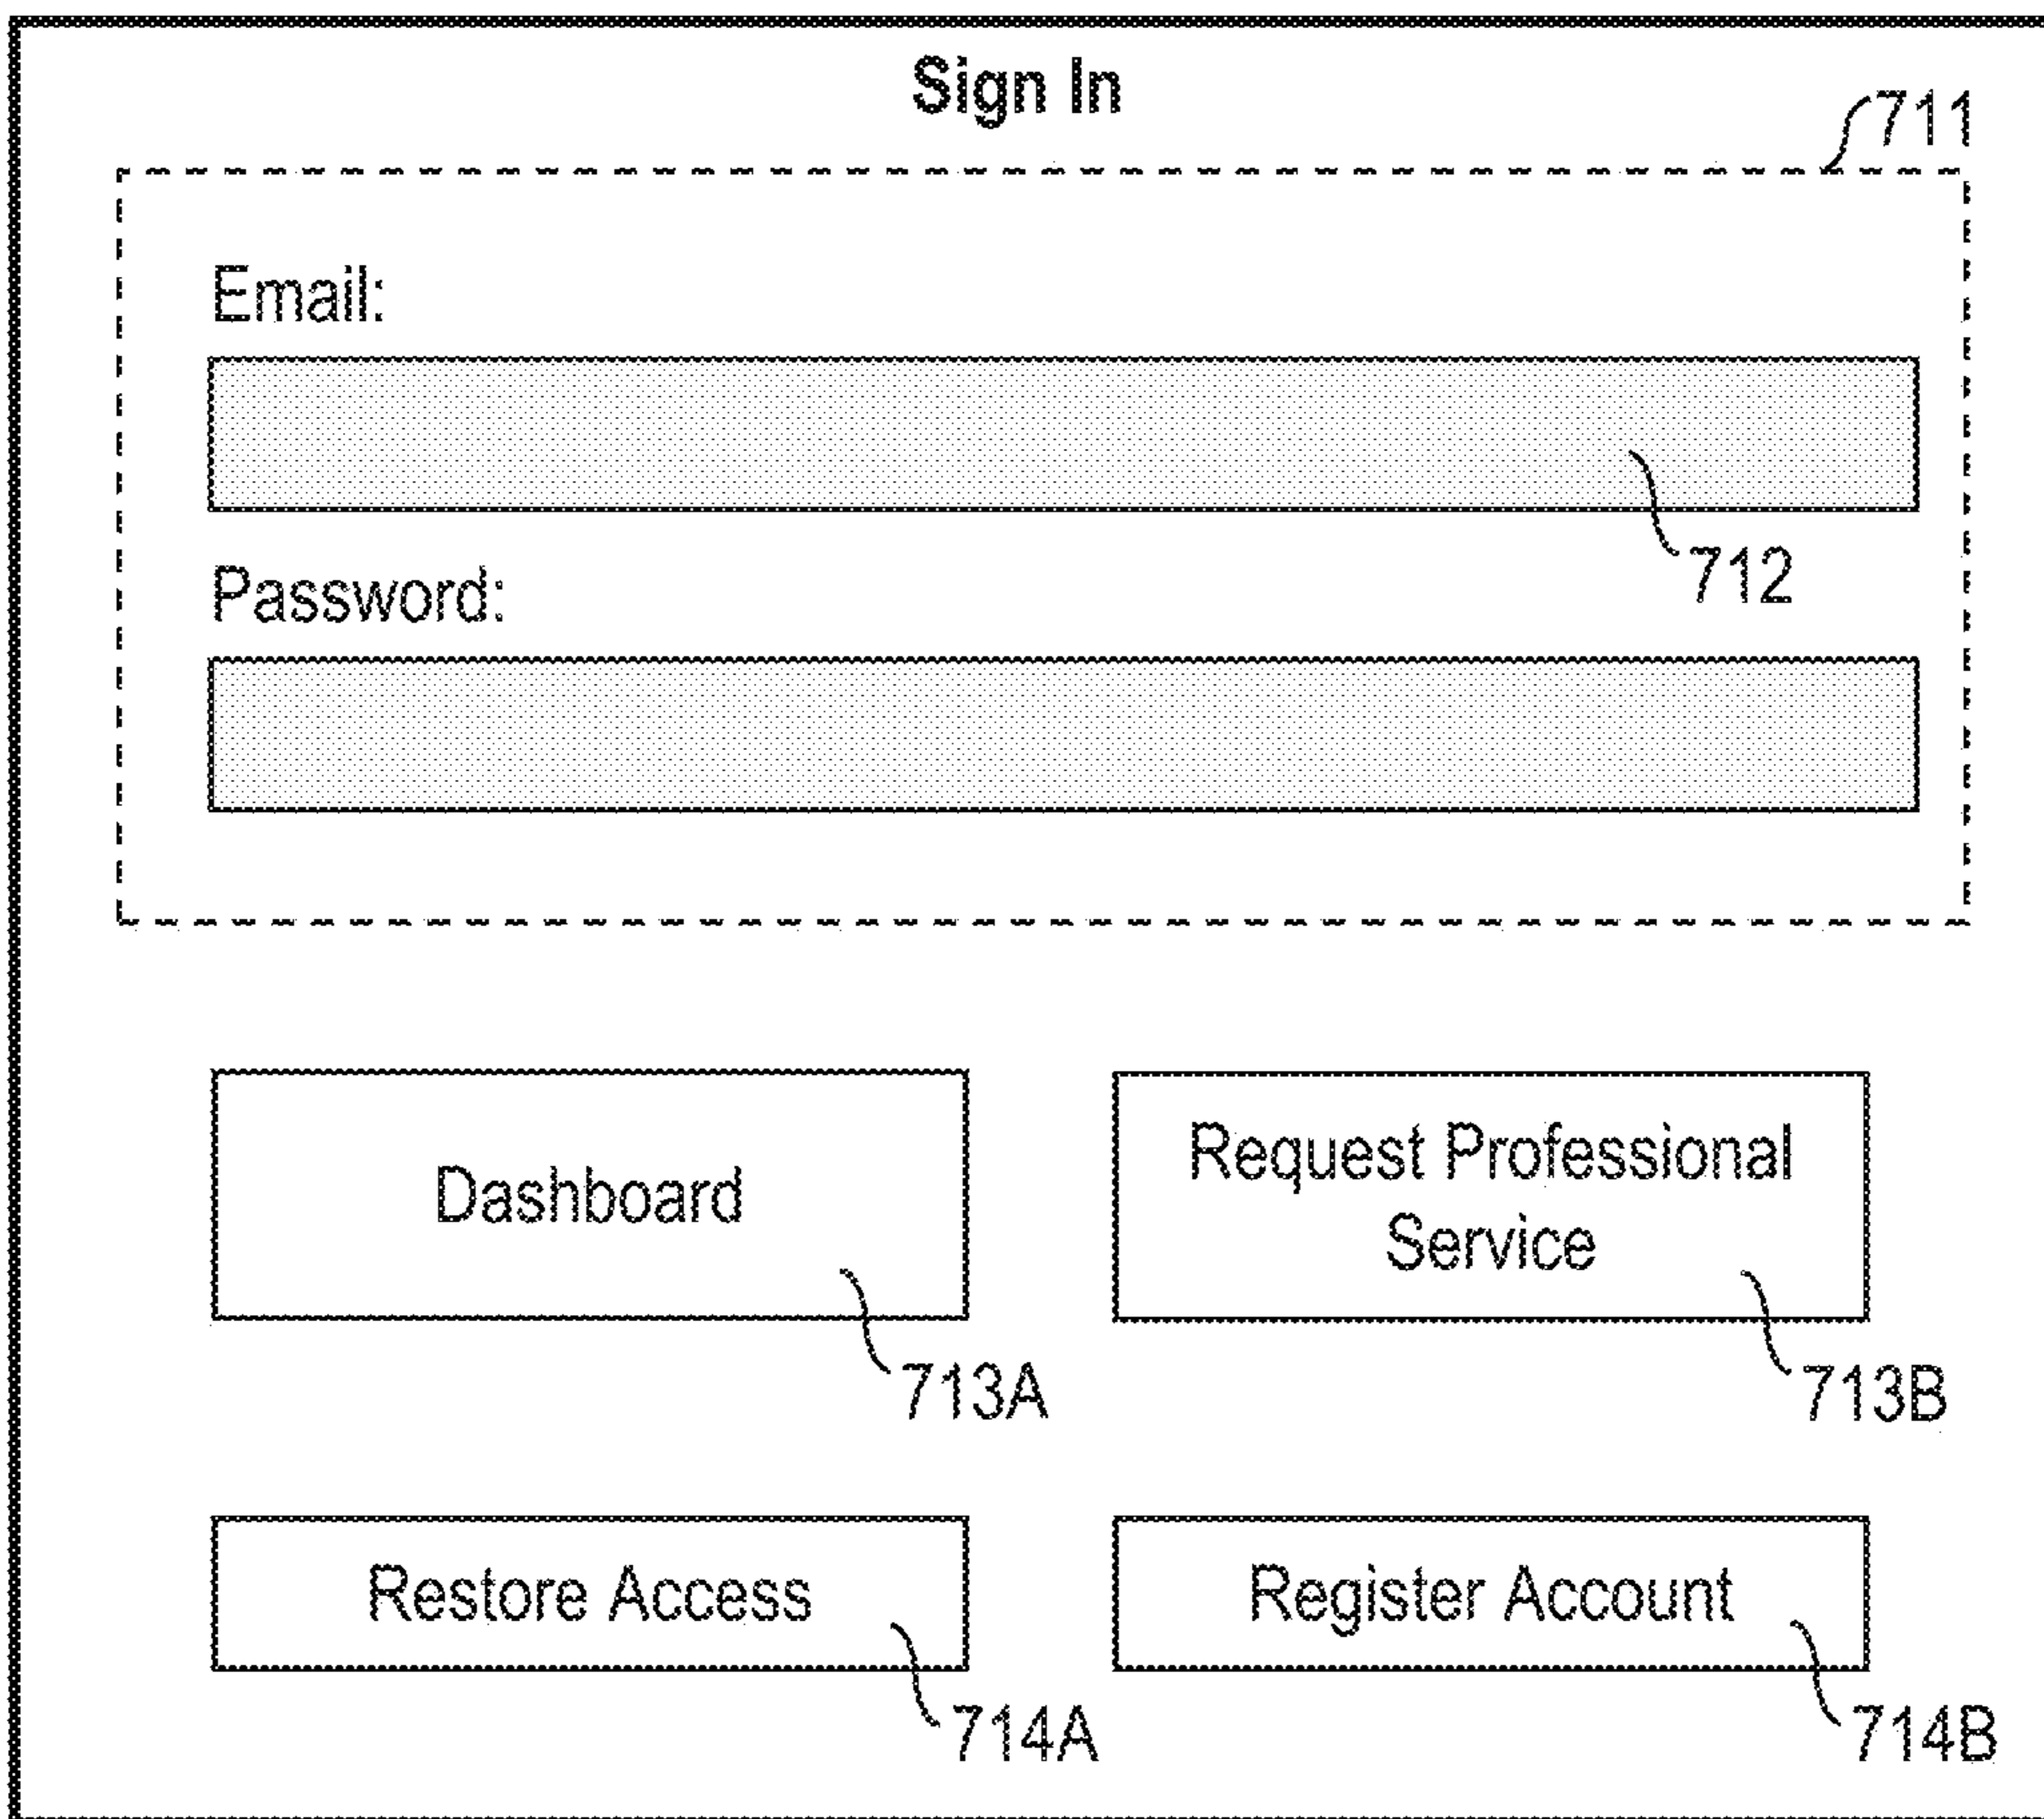 Sign In
711
Email:
712
Password:
Dashboard
Request Professional
Service
713A
713B
Restore Access
Register Account
714A
714B